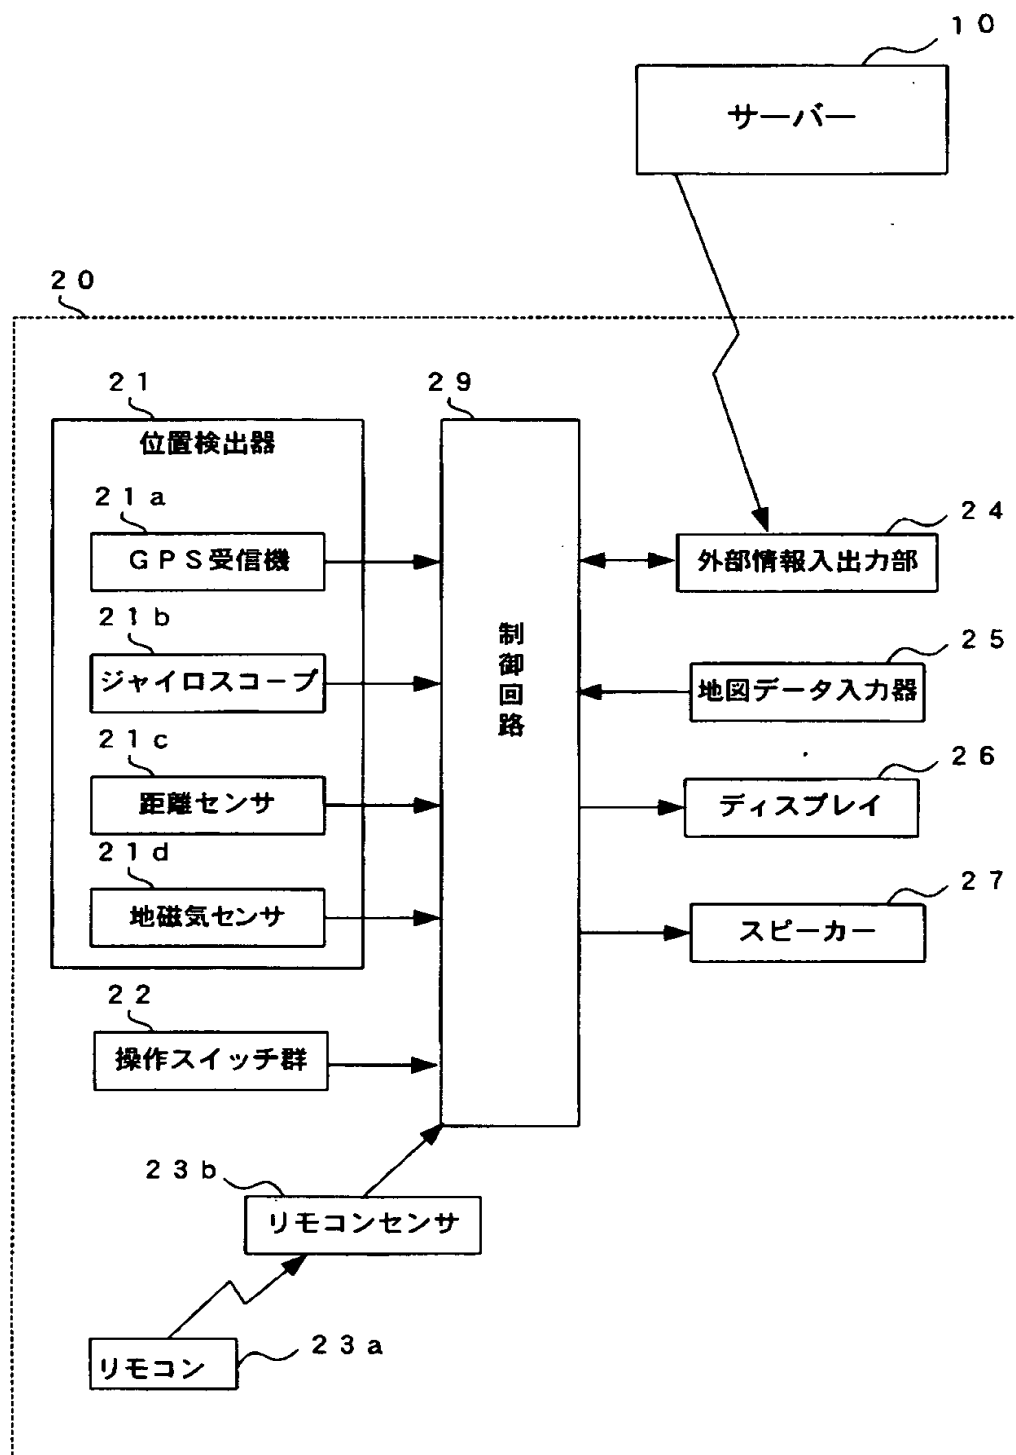 １０
サーバー
２０
２１
位置検出器
２１ａ
ＧＰＳ受信機
２１ｂ
ジャイロスコープ
２１ｃ
距離センサ
２１ｄ
地磁気センサ
２２
操作スイッチ群
２９
制御回路
２４
外部情報入出力部
２５
地図データ入力器
２６
ディスプレイ
２７
スピーカー
２３ｂ
リモコンセンサ
リモコン
２３ａ